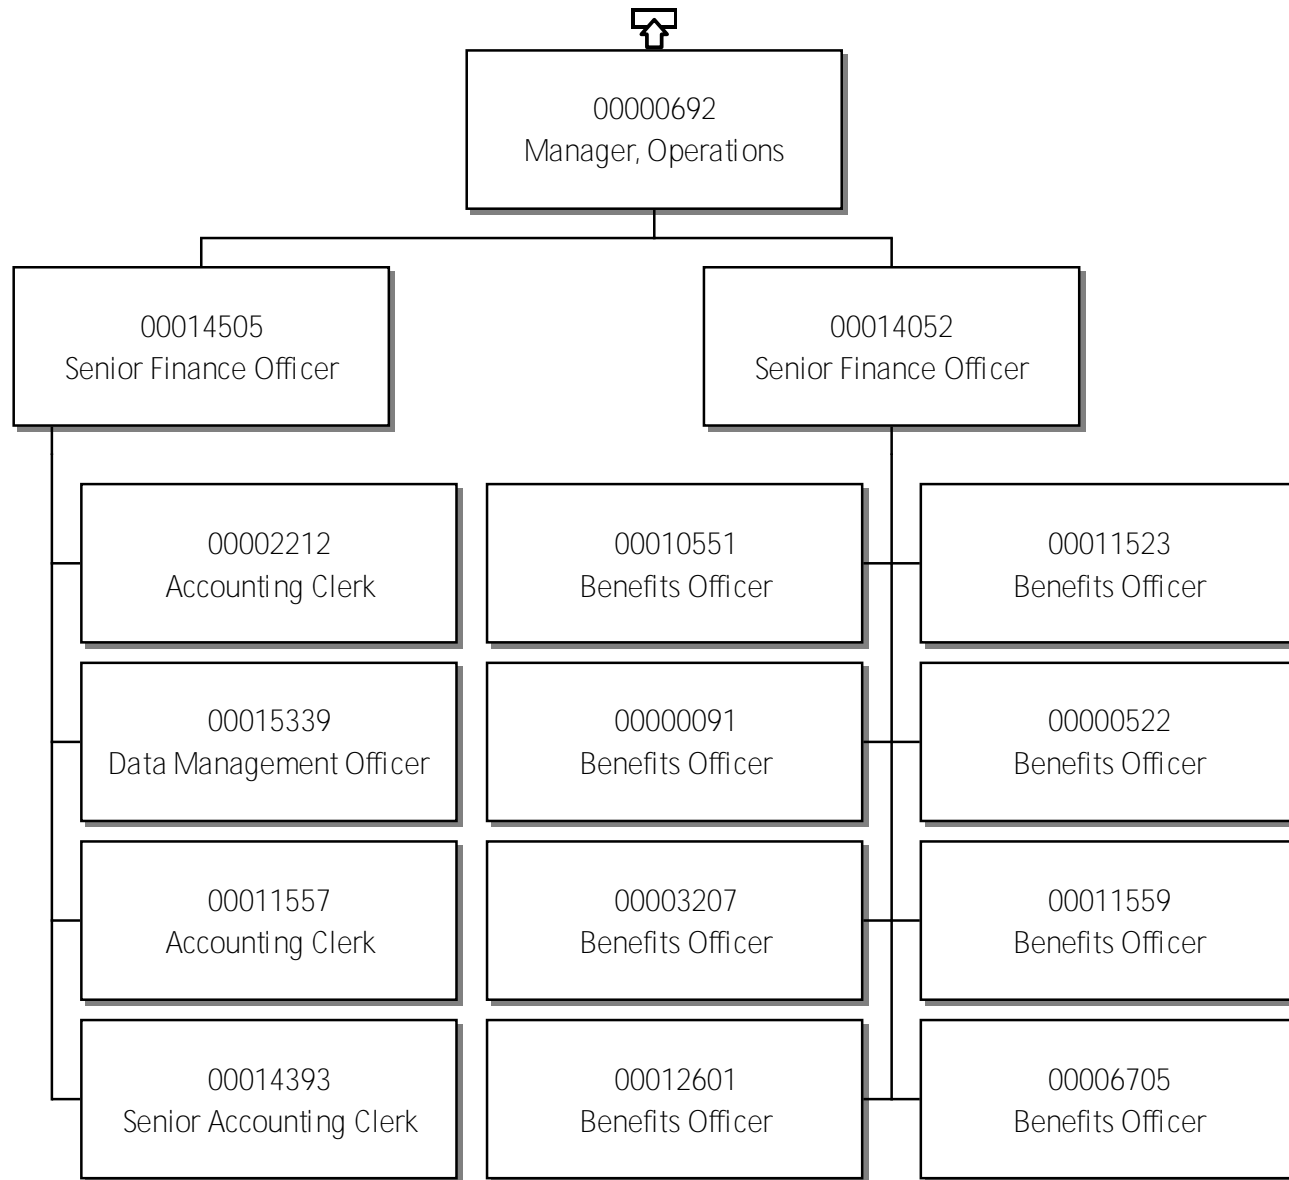 00000692
Manager, Operations
00014505
Senior Finance Officer
00014052
Senior Finance Officer
00002212
Accounting Clerk
00010551
Benefits Officer
00011523
Benefits Officer
00015339
Data Management Officer
00000091
Benefits Officer
00000522
Benefits Officer
00011557
Accounting Clerk
00003207
Benefits Officer
00011559
Benefits Officer
00014393
Senior Accounting Clerk
00012601
Benefits Officer
00006705
Benefits Officer